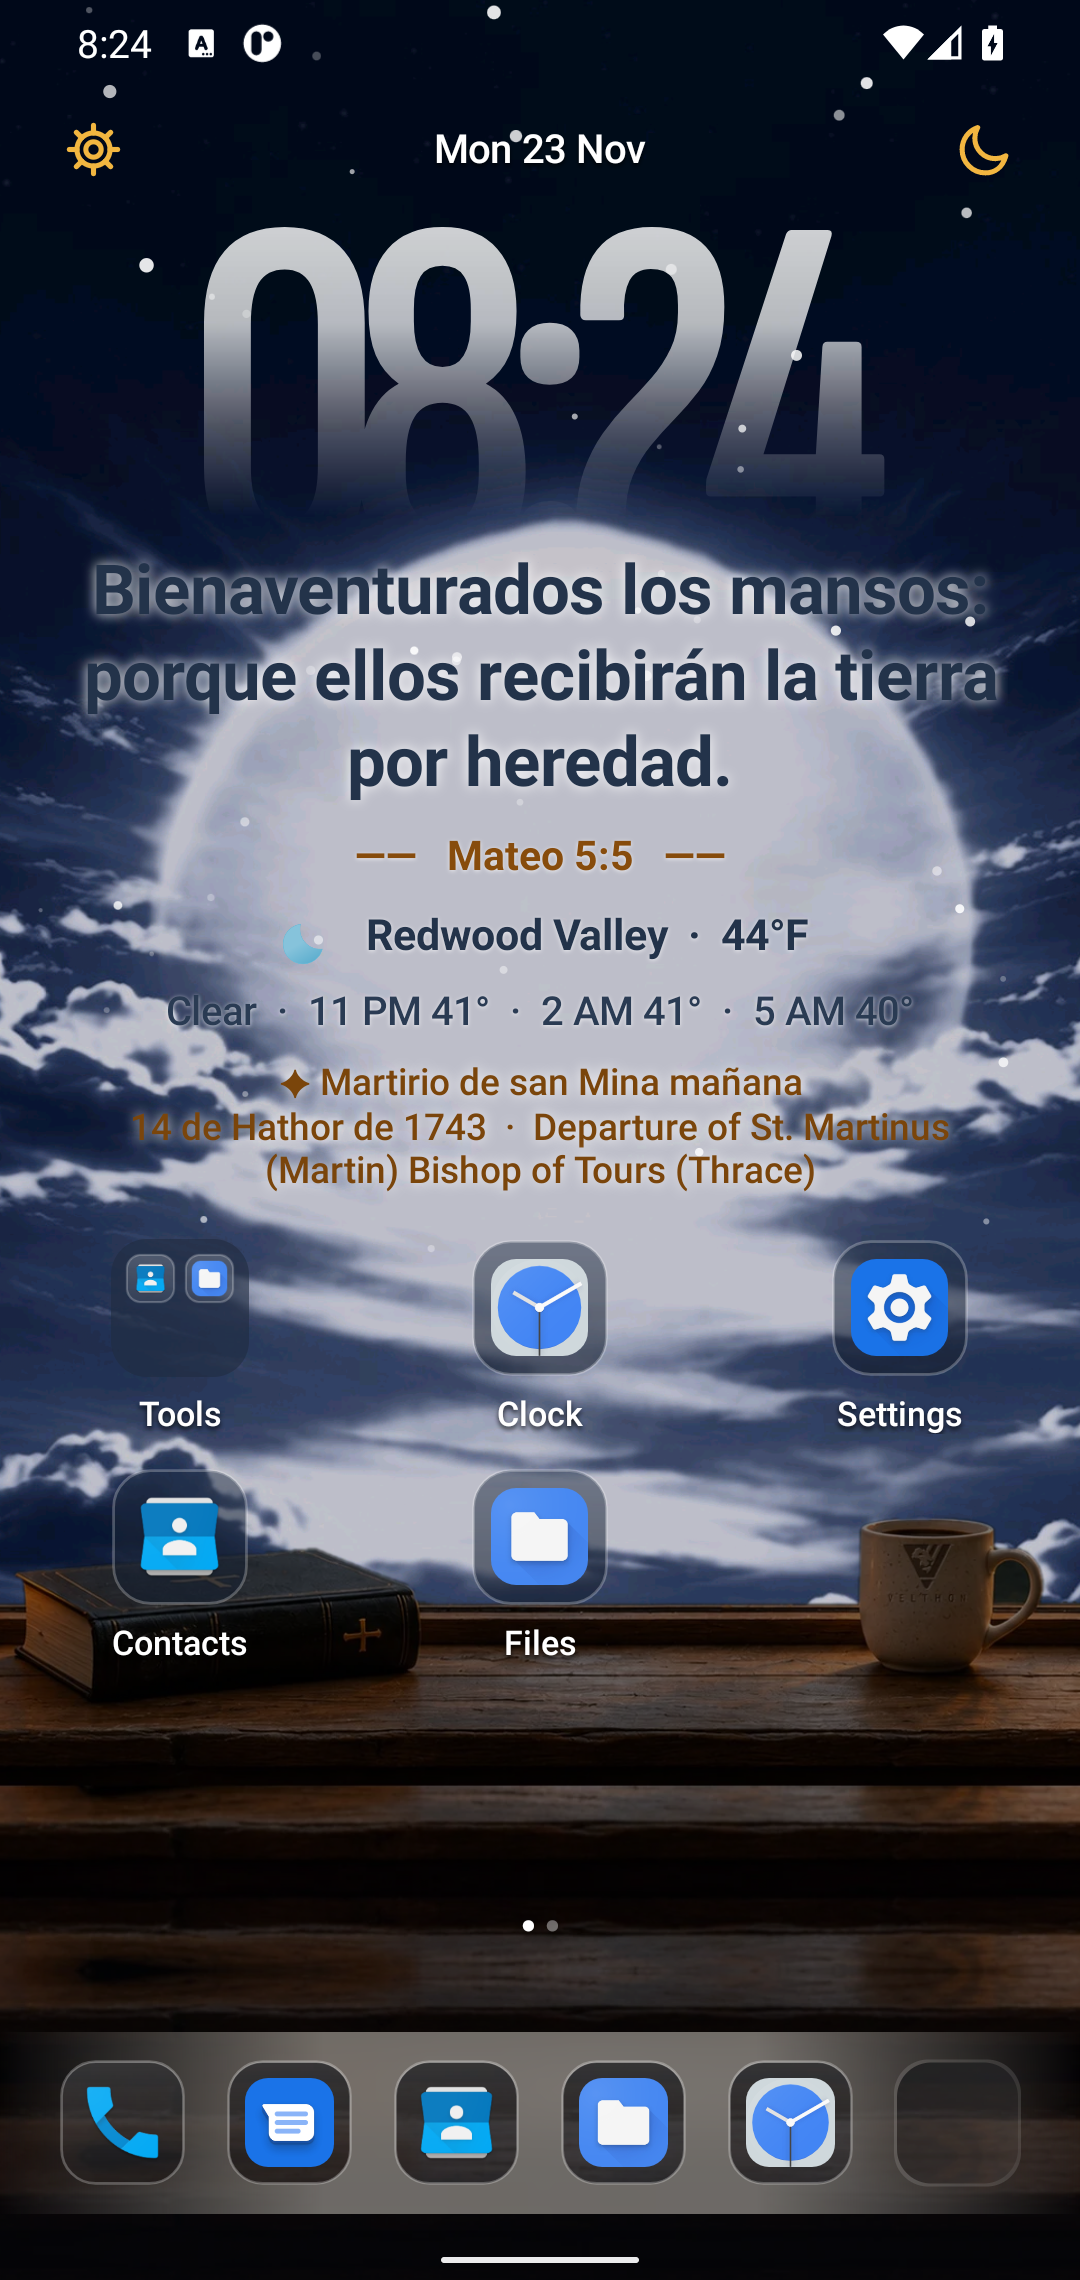 8:24
Mon 23 Nov
08:24
Bienaventurados los mansos:
porque ellos recibirán la tierra
por heredad.
—— Mateo 5:5 ——
Redwood Valley · 44°F
Clear · 11 PM 41° · 2 AM 41° · 5 AM 40°
✦ Martirio de san Mina mañana
14 de Hathor de 1743 · Departure of St. Martinus
(Martin) Bishop of Tours (Thrace)
Tools
Clock
Settings
Contacts
Files